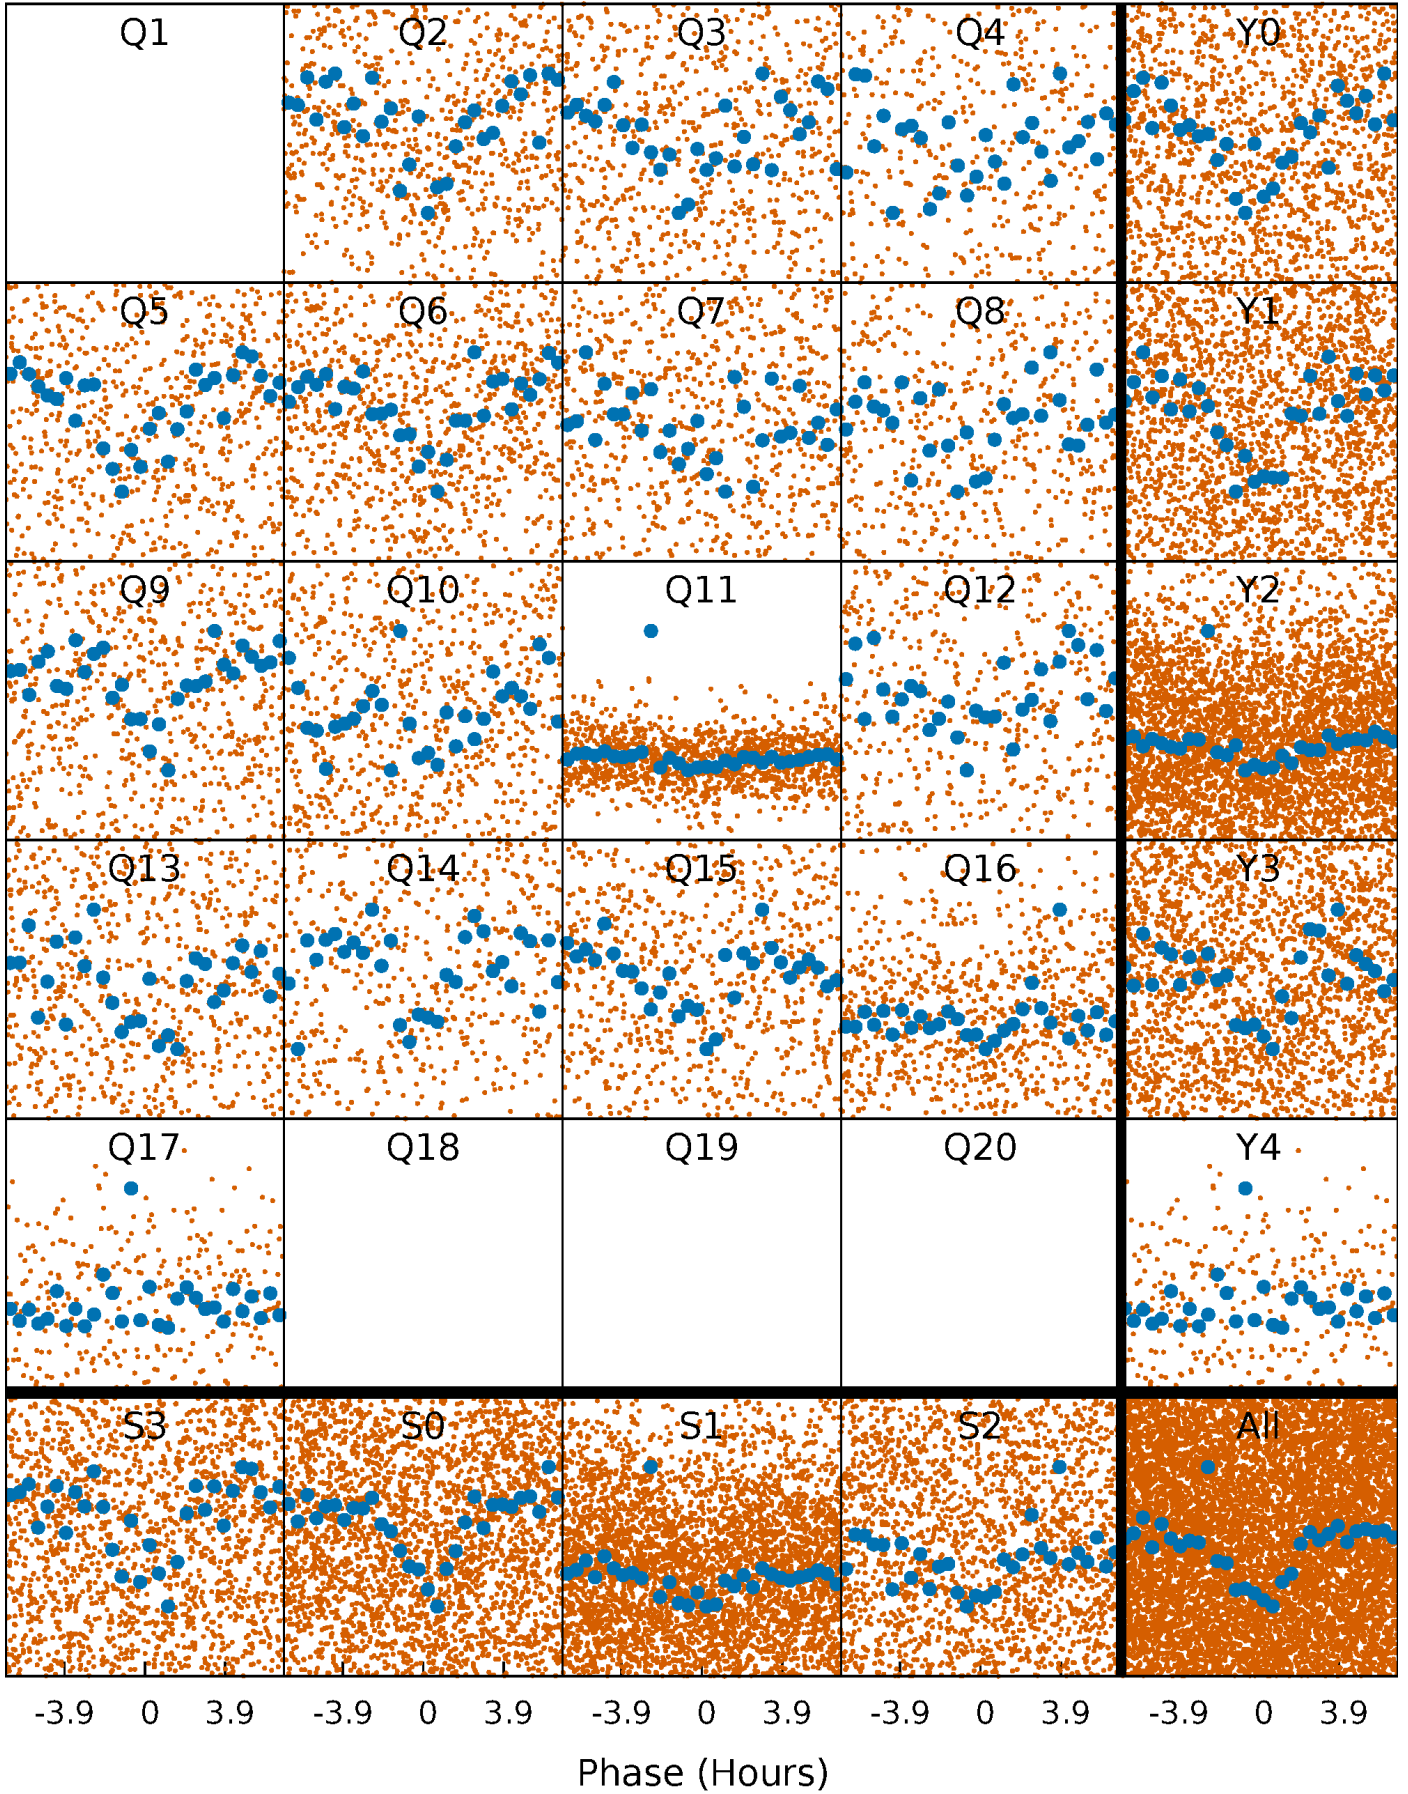 Q1 Q2 Q3 Q4 Y0
Q5 Q6 Q7 Q8 Y1
Q9 Q10 Q11 Q12 Y2
Q13 Q14 Q15 Q16 Y3
Q17 Q18 Q19 Q20 Y4
S3 S0 S1 S2 All
-3.9 0 3.9 -3.9 0 3.9 -3.9 0 3.9 -3.9 0 3.9 -3.9 0 3.9
Phase (Hours)